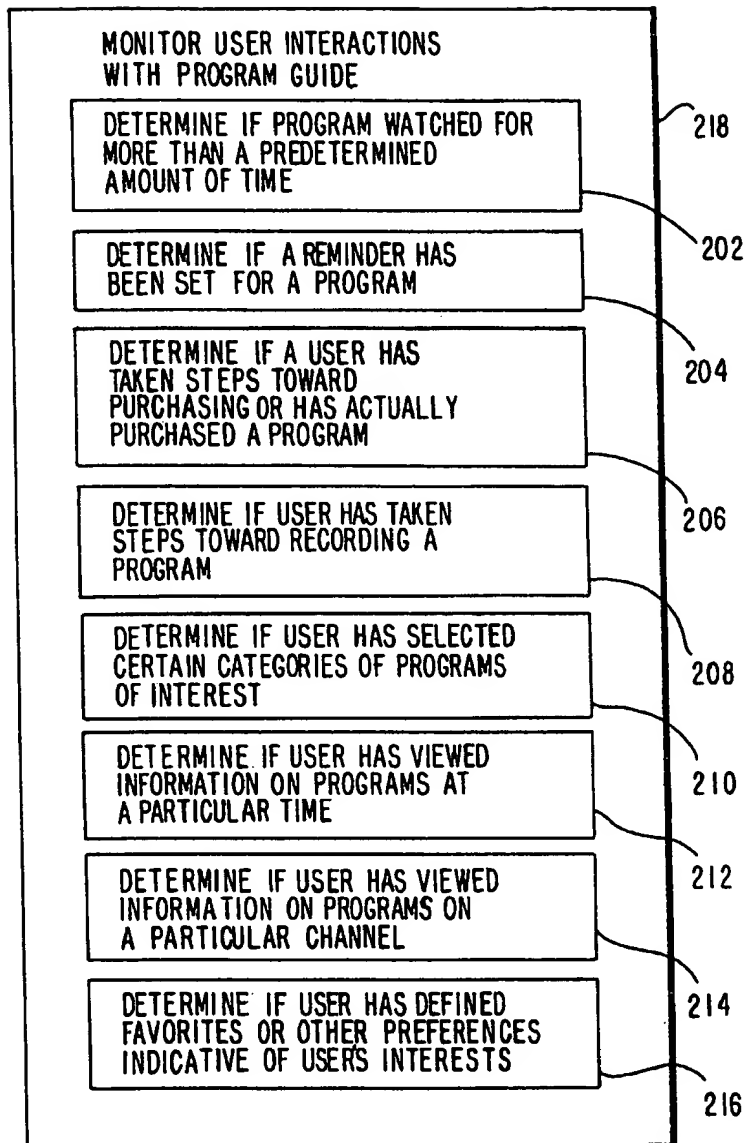 MONITOR USER INTERACTIONS
WITH PROGRAM GUIDE
218
DETERMINE IF PROGRAM WATCHED FOR
MORE THAN A PREDETERMINED
AMOUNT OF TIME
202
DETERMINE IF A REMINDER HAS
BEEN SET FOR A PROGRAM
204
DETERMINE IF A USER HAS
TAKEN STEPS TOWARD
PURCHASING OR HAS ACTUALLY
PURCHASED A PROGRAM
206
DETERMINE IF USER HAS TAKEN
STEPS TOWARD RECORDING A
PROGRAM
208
DETERMINE IF USER HAS SELECTED
CERTAIN CATEGORIES OF PROGRAMS
OF INTEREST
210
DETERMINE IF USER HAS VIEWED
INFORMATION ON PROGRAMS AT
A PARTICULAR TIME
212
DETERMINE IF USER HAS VIEWED
INFORMATION ON PROGRAMS ON
A PARTICULAR CHANNEL
214
DETERMINE IF USER HAS DEFINED
FAVORITES OR OTHER PREFERENCES
INDICATIVE OF USER'S INTERESTS
216